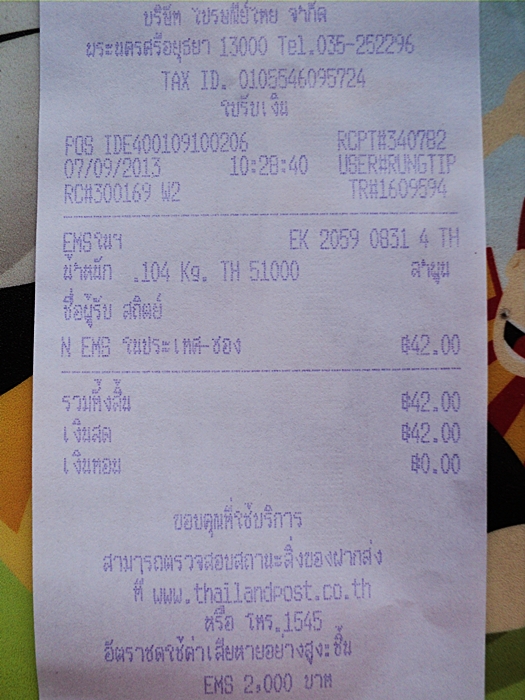 บริษัท ไปรษณีย์ไทย จำกัด
พระนครศรีอยุธยา 13000 Tel.035-252296
TAX ID. 0105546095724
ใบรับเงิน
POS IDE400109100206 RCPT#340782
07/09/2013 10:28:40 USER#RUNGTIP
RC#300169 W2 TR#1609594
EMSในฯ EK 2059 0831 4 TH
น้ำหนัก .104 Kg. TH 51000 ลำพูน
ชื่อผู้รับ สถิตย์
N EMS ในประเทศ-ซอง ฿42.00
รวมทั้งสิ้น ฿42.00
เงินสด ฿42.00
เงินทอน ฿0.00
ขอบคุณที่ใช้บริการ
สามารถตรวจสอบสถานะสิ่งของฝากส่ง
ที่ www.thailandpost.co.th
หรือ โทร.1545
อัตราชดใช้ค่าเสียหายอย่างสูงะชิ้น
EMS 2,000 บาท